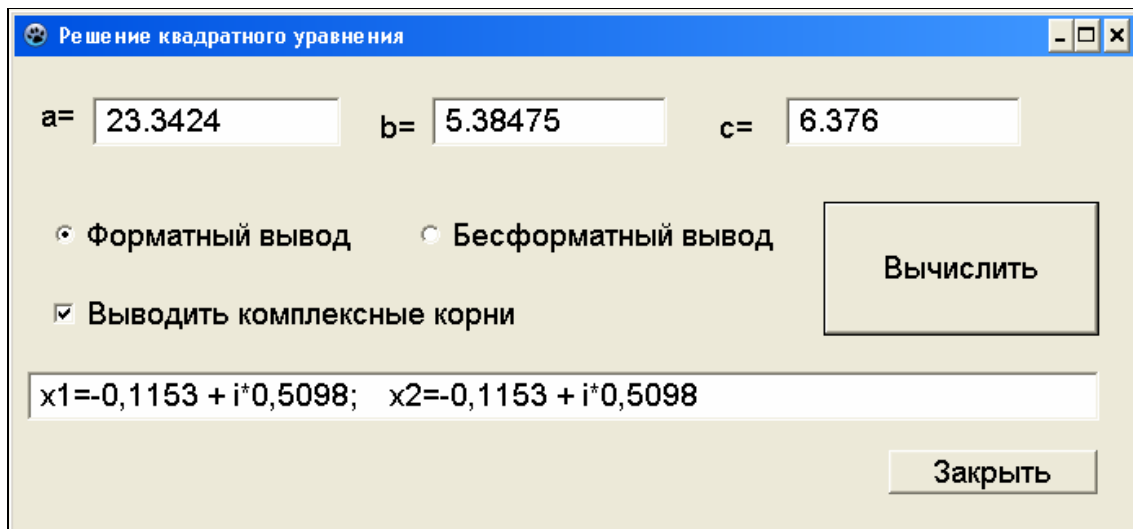 Решение квадратного уравнения
a= 23.3424 b= 5.38475 c= 6.376
Форматный вывод Бесформатный вывод
Вычислить
Выводить комплексные корни
x1=-0,1153 + i*0,5098; x2=-0,1153 + i*0,5098
Закрыть